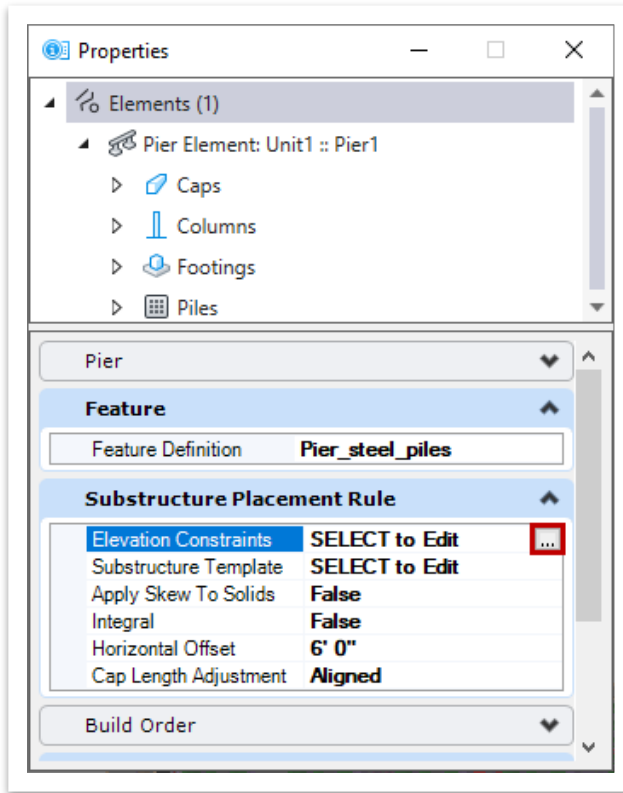 Properties
Elements (1)
Pier Element: Unit1 :: Pier1
Caps
Columns
Footings
Piles
Pier
Feature
Feature Definition Pier_steel_piles
Substructure Placement Rule
Elevation Constraints SELECT to Edit ...
Substructure Template SELECT to Edit
Apply Skew To Solids False
Integral False
Horizontal Offset 6' 0"
Cap Length Adjustment Aligned
Build Order